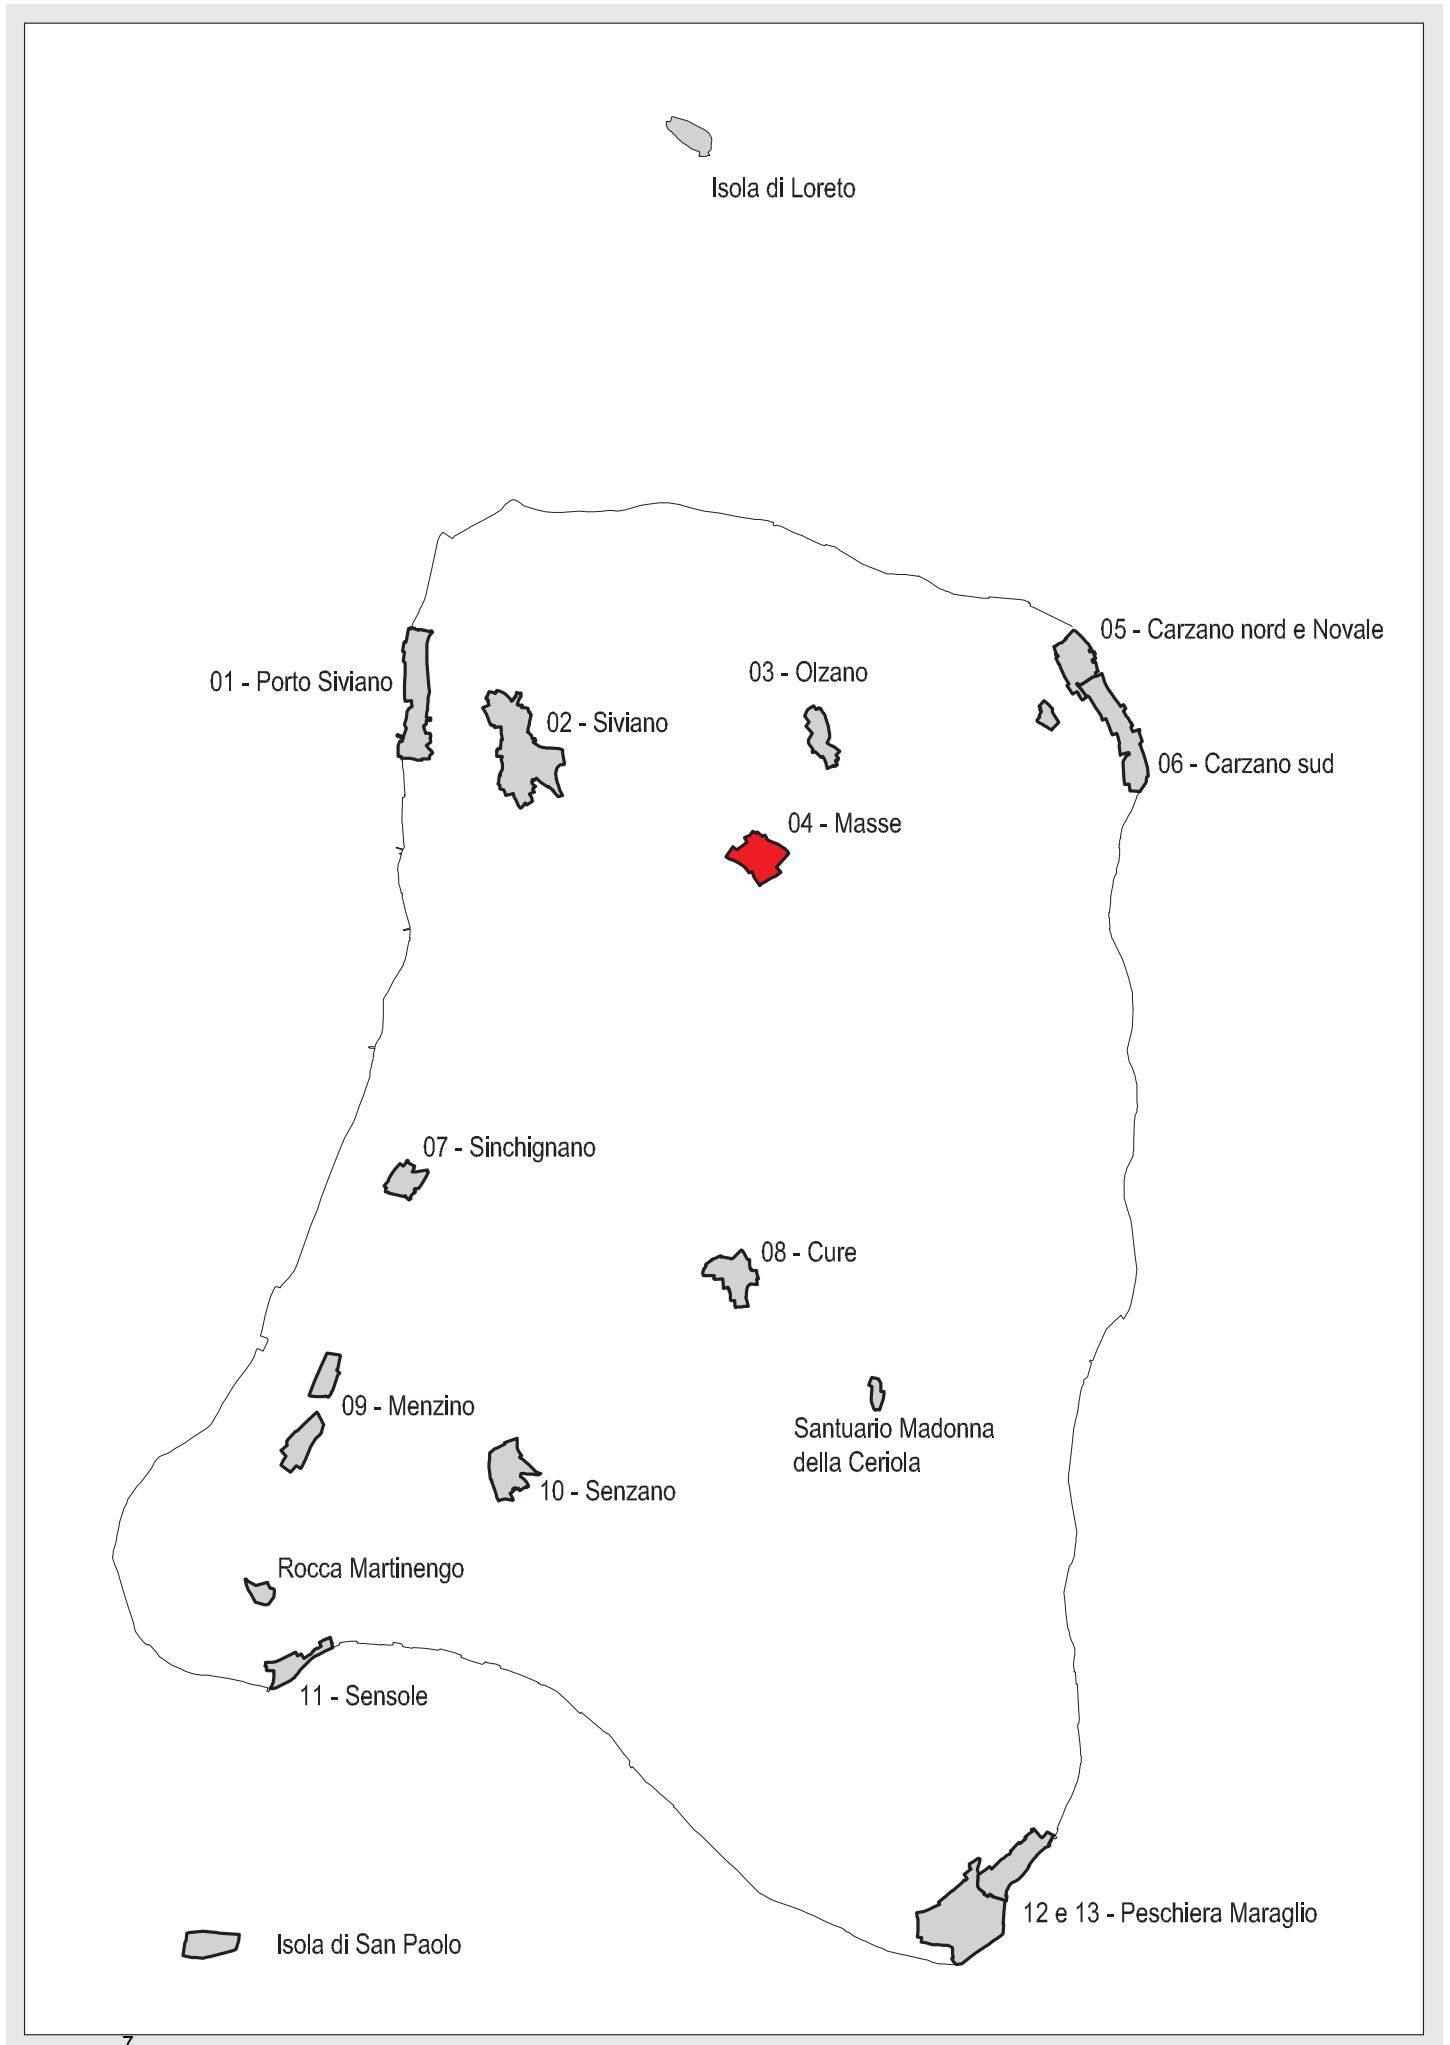 Isola di Loreto
05 - Carzano nord e Novale
01 - Porto Siviano
03 - Olzano
02 - Siviano
06 - Carzano sud
04 - Masse
07 - Sinchignano
08 - Cure
09 - Menzino
Santuario Madonna
della Ceriola
10 - Senzano
Rocca Martinengo
11 - Sensole
12 e 13 - Peschiera Maraglio
Isola di San Paolo